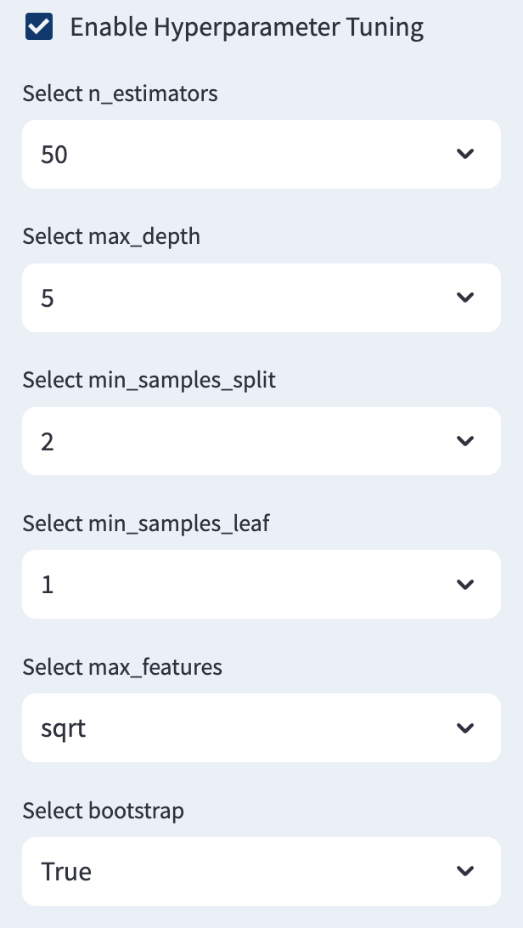 Enable Hyperparameter Tuning
Select n_estimators
50
Select max_depth
5
Select min_samples_split
2
Select min_samples_leaf
1
Select max_features
sqrt
Select bootstrap
True